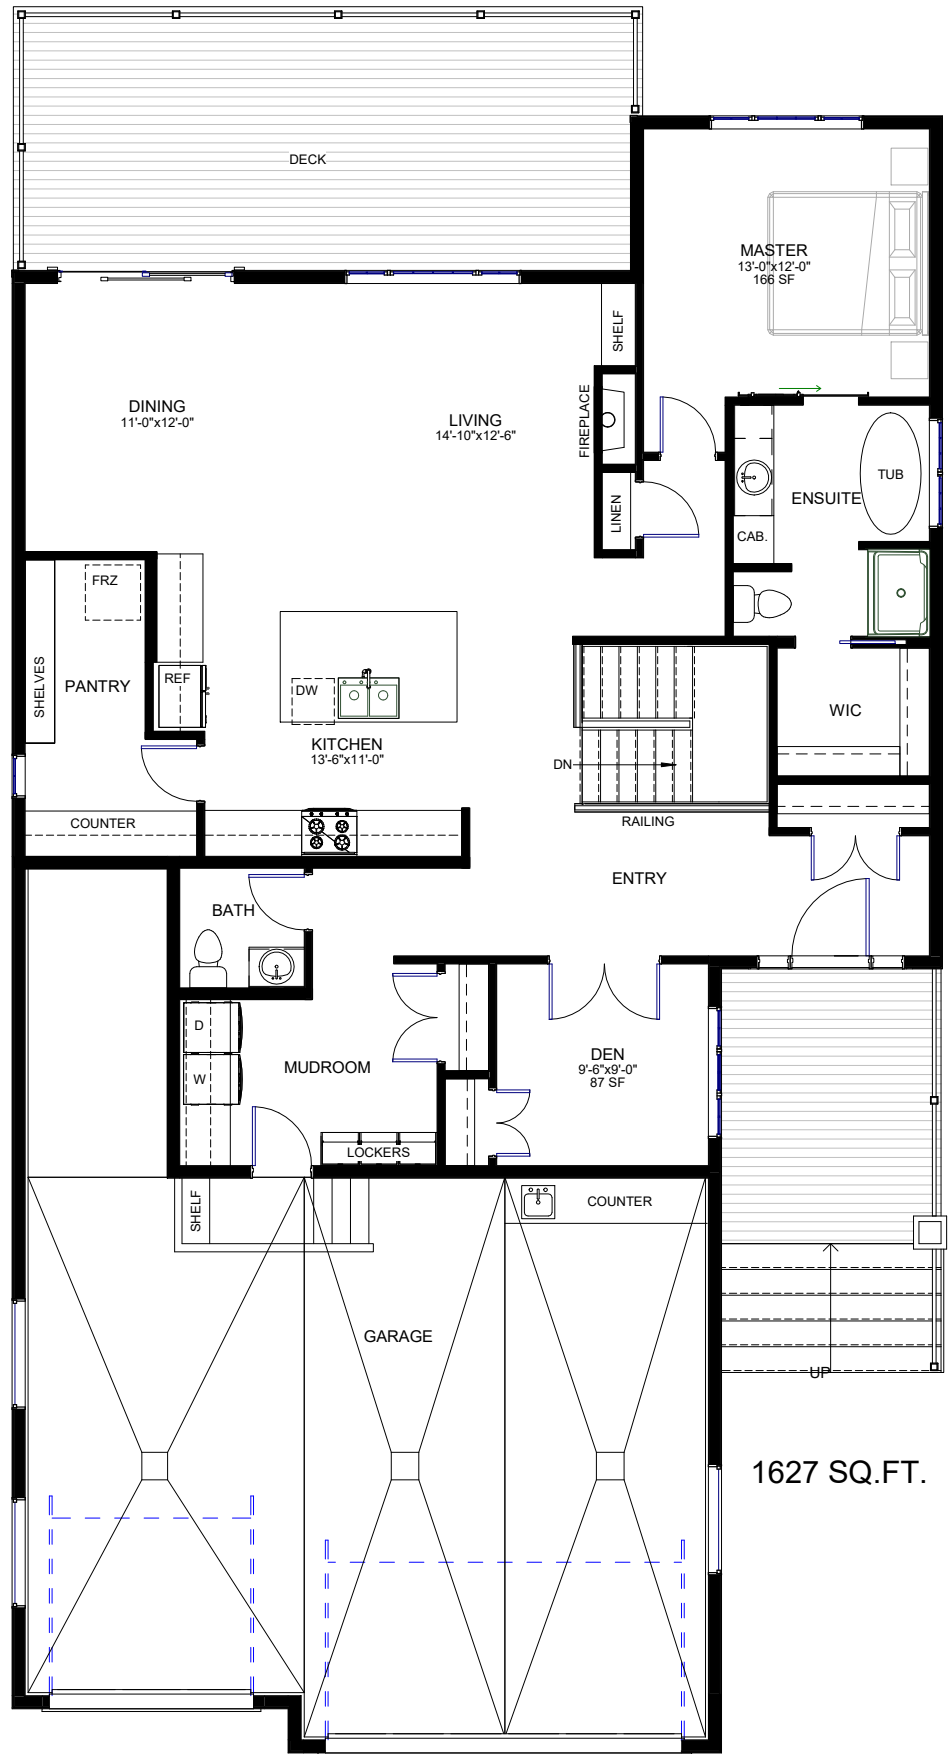 DECK
MASTER
13'-0"x12'-0"
166 SF
SHELF
DINING
11'-0"x12'-0"
LIVING
14'-10"x12'-6"
FIREPLACE
LINEN
ENSUITE
TUB
CAB.
FRZ
SHELVES
PANTRY
REF
DW
KITCHEN
13'-6"x11'-0"
WIC
DN
RAILING
COUNTER
ENTRY
BATH
D
W
MUDROOM
DEN
9'-6"x9'-0"
87 SF
LOCKERS
SHELF
COUNTER
GARAGE
UP
1627 SQ.FT.